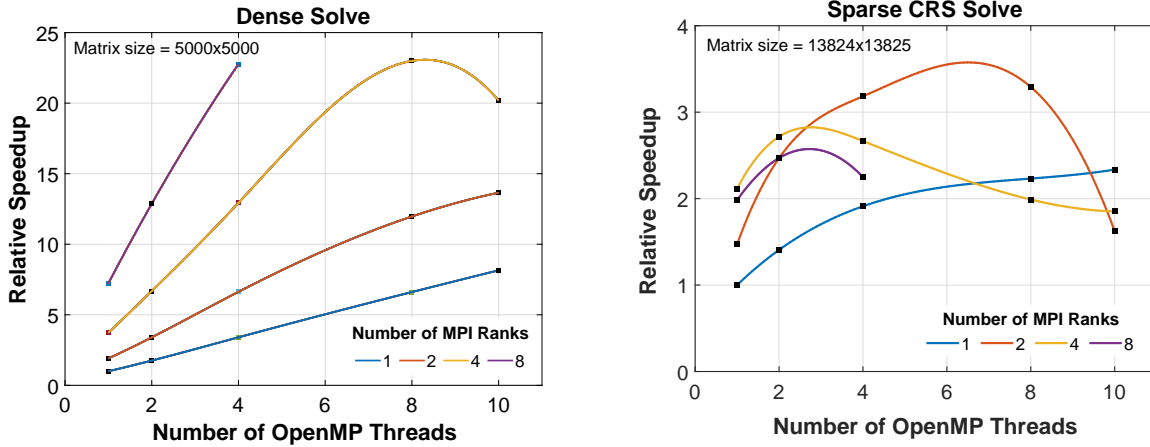 Dense Solve
Matrix size = 5000x5000
25
20
15
10
5
0
0 2 4 6 8 10
Relative Speedup
Number of OpenMP Threads
Number of MPI Ranks
1 2 4 8
Sparse CRS Solve
Matrix size = 13824x13825
4
3
2
1
0
0 2 4 6 8 10
Relative Speedup
Number of OpenMP Threads
Number of MPI Ranks
1 2 4 8